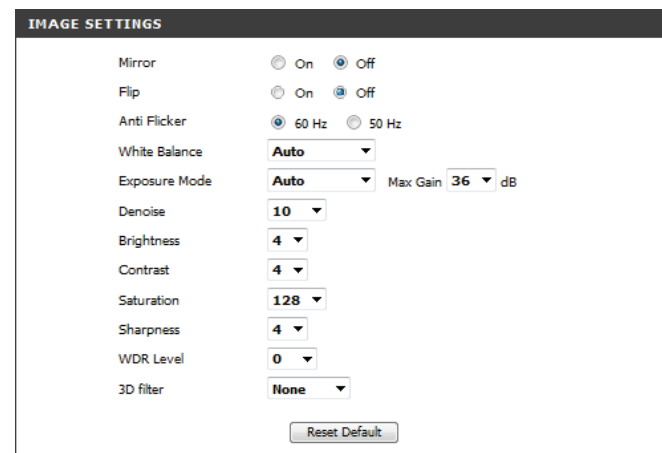 IMAGE SETTINGS
Mirror On Off
Flip On Off
Anti Flicker 60 Hz 50 Hz
White Balance Auto
Exposure Mode Auto Max Gain 36 dB
Denoise 10
Brightness 4
Contrast 4
Saturation 128
Sharpness 4
WDR Level 0
3D filter None
Reset Default